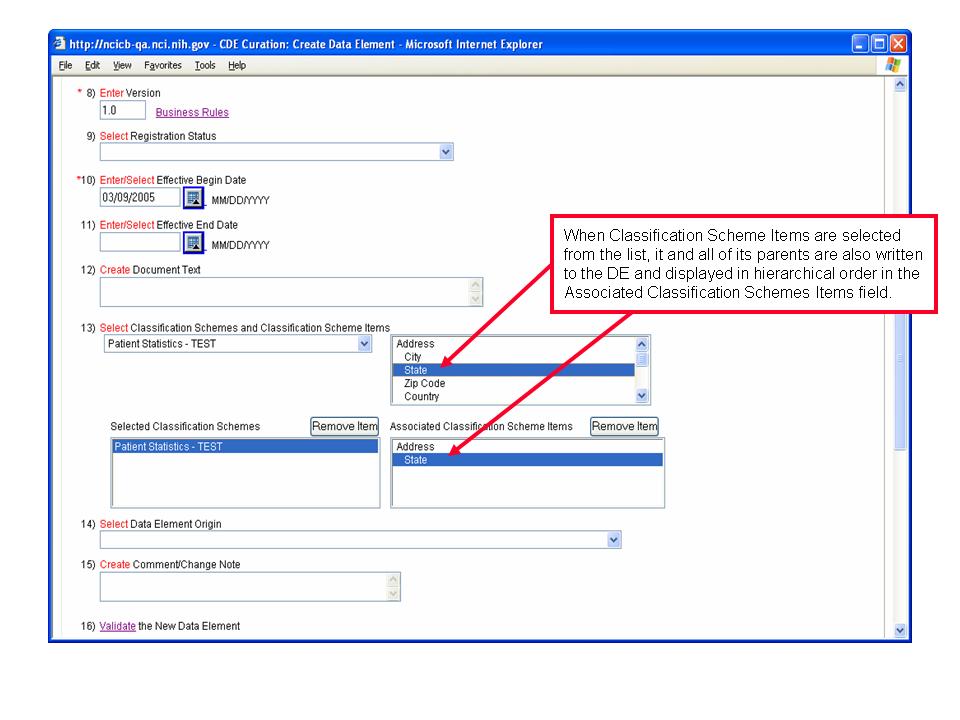 http://ncicb-qa.nci.nih.gov - CDE Curation: Create Data Element - Microsoft Internet Explorer
File Edit View Favorites Tools Help
* 8) Enter Version
1.0 Business Rules
9) Select Registration Status
*10) Enter/Select Effective Begin Date
03/09/2005 MM/DD/YYYY
11) Enter/Select Effective End Date
MM/DD/YYYY
When Classification Scheme Items are selected
from the list, it and all of its parents are also written
to the DE and displayed in hierarchical order in the
Associated Classification Schemes Items field.
12) Create Document Text
13) Select Classification Schemes and Classification Scheme Items
Patient Statistics - TEST
Address
City
State
Zip Code
Country
Selected Classification Schemes Remove Item Associated Classification Scheme Items Remove Item
Patient Statistics - TEST
Address
State
14) Select Data Element Origin
15) Create Comment/Change Note
16) Validate the New Data Element